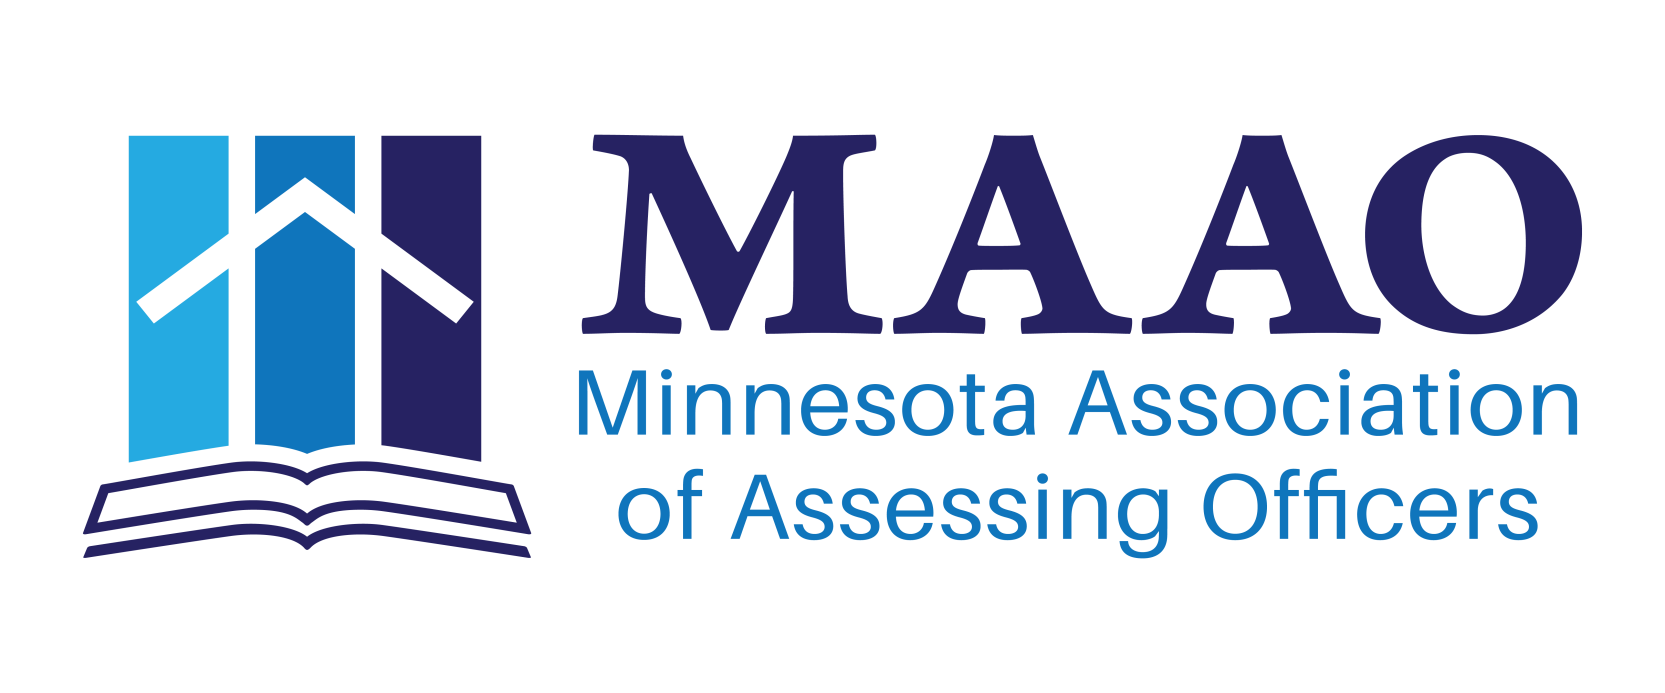 MAAO
Minnesota Association
of Assessing Officers